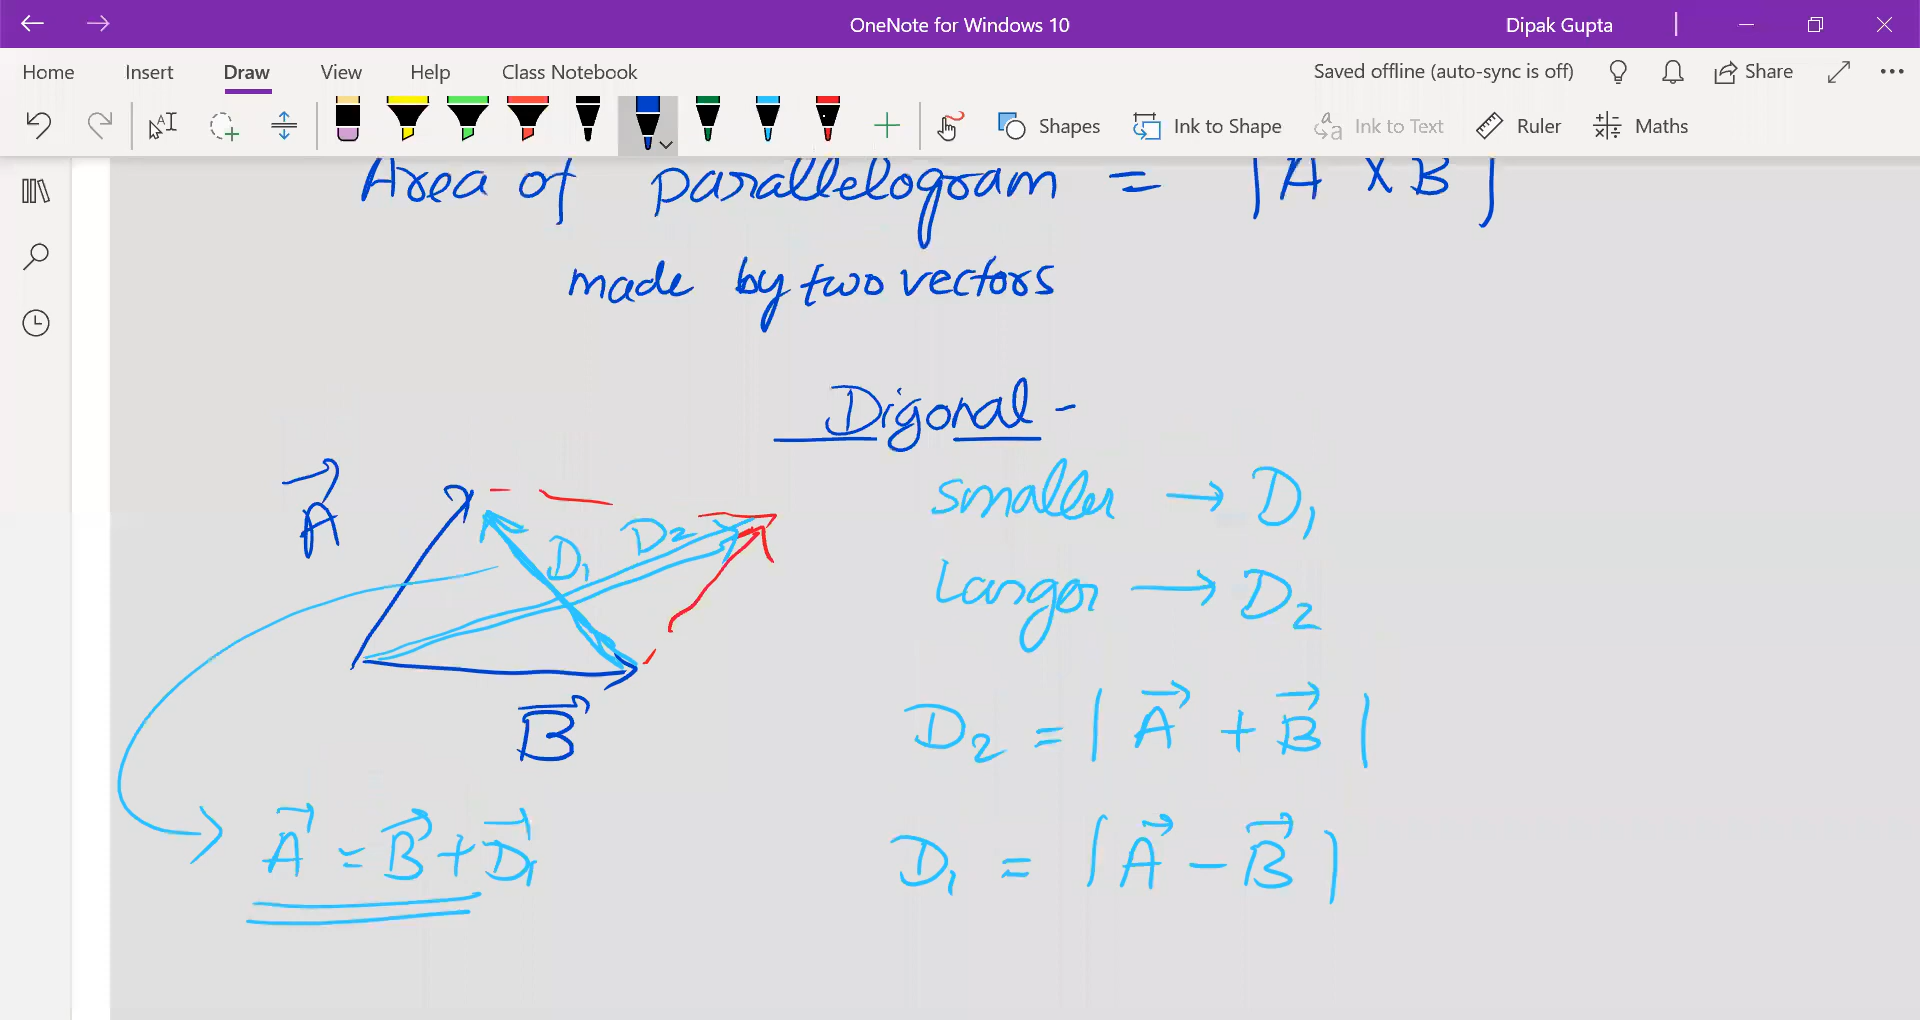 OneNote for Windows 10
Dipak Gupta
Home Insert Draw View Help Class Notebook
Saved offline (auto-sync is off) Share
Shapes Ink to Shape Ink to Text Ruler Maths
Area of parallelogram = |A X B|
made by two vectors
Digonal -
A⃗
smaller → D₁
D₁ D2
Larger → D₂
B⃗
D₂ = | A⃗ + B⃗ |
A⃗ = B⃗ + D⃗₁
D₁ = | A⃗ - B⃗ |